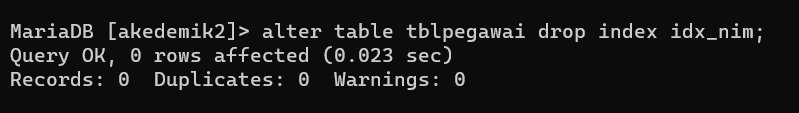 MariaDB [akedemik2]> alter table tblpegawai drop index idx_nim;
Query OK, 0 rows affected (0.023 sec)
Records: 0  Duplicates: 0  Warnings: 0